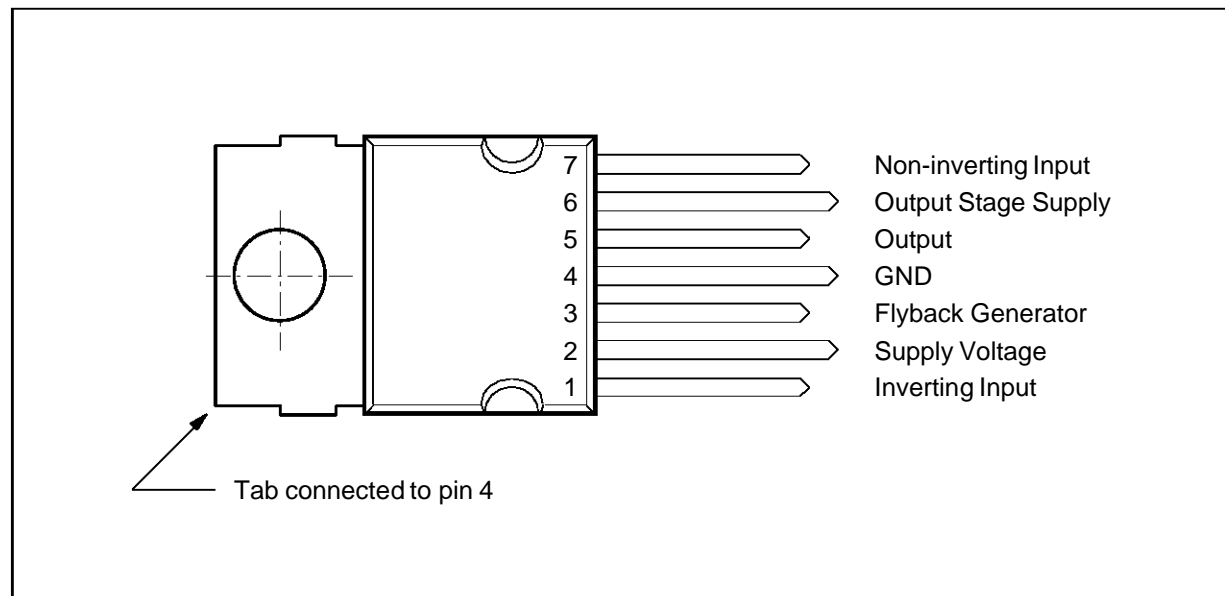 7 Non-inverting Input
6 Output Stage Supply
5 Output
4 GND
3 Flyback Generator
2 Supply Voltage
1 Inverting Input
Tab connected to pin 4